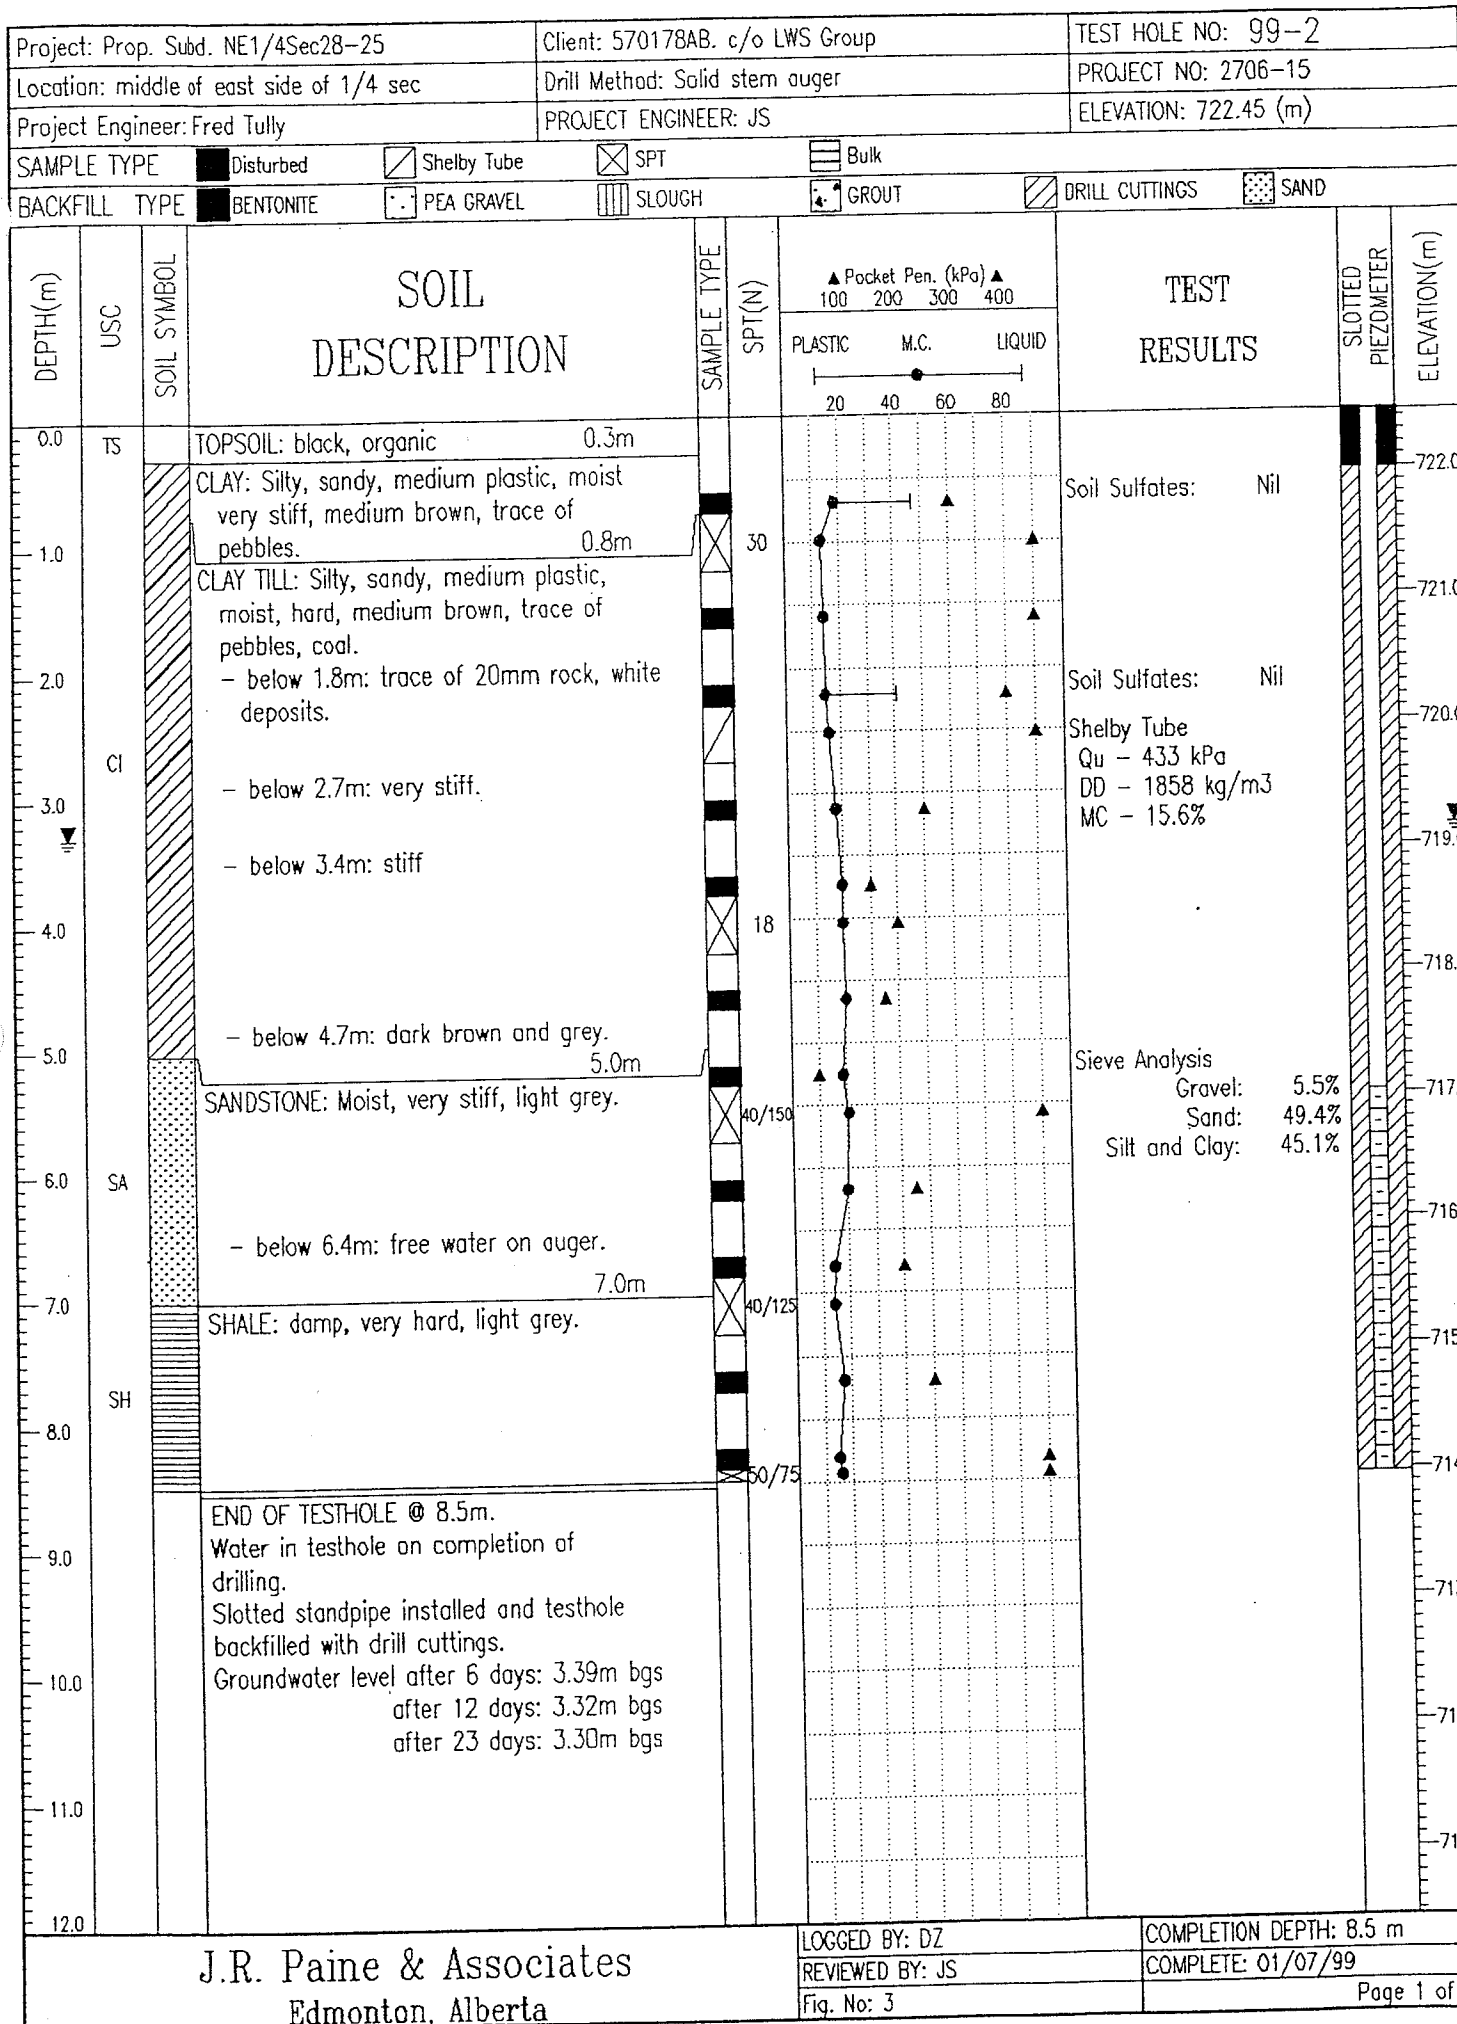 Project: Prop. Subd. NE1/4Sec28-25
Client: 570178AB. c/o LWS Group
TEST HOLE NO: 99-2
Location: middle of east side of 1/4 sec
Drill Method: Solid stem auger
PROJECT NO: 2706-15
Project Engineer: Fred Tully
PROJECT ENGINEER: JS
ELEVATION: 722.45 (m)
SAMPLE TYPE Disturbed Shelby Tube SPT Bulk
BACKFILL TYPE BENTONITE PEA GRAVEL SLOUGH GROUT DRILL CUTTINGS SAND
DEPTH(m)
USC
SOIL SYMBOL
SOIL
DESCRIPTION
SAMPLE TYPE
SPT(N)
▲ Pocket Pen. (kPa) ▲
100 200 300 400
PLASTIC M.C. LIQUID
20 40 60 80
TEST
RESULTS
SLOTTED
PIEZOMETER
ELEVATION(m)
0.0
1.0
2.0
3.0
4.0
5.0
6.0
7.0
8.0
9.0
10.0
11.0
12.0
TS
CI
SA
SH
TOPSOIL: black, organic 0.3m
CLAY: Silty, sandy, medium plastic, moist
very stiff, medium brown, trace of
pebbles. 0.8m
CLAY TILL: Silty, sandy, medium plastic,
moist, hard, medium brown, trace of
pebbles, coal.
- below 1.8m: trace of 20mm rock, white
deposits.
- below 2.7m: very stiff.
- below 3.4m: stiff
- below 4.7m: dark brown and grey.
5.0m
SANDSTONE: Moist, very stiff, light grey.
- below 6.4m: free water on auger.
7.0m
SHALE: damp, very hard, light grey.
END OF TESTHOLE @ 8.5m.
Water in testhole on completion of
drilling.
Slotted standpipe installed and testhole
backfilled with drill cuttings.
Groundwater level after 6 days: 3.39m bgs
after 12 days: 3.32m bgs
after 23 days: 3.30m bgs
30
18
40/150
40/125
50/75
Soil Sulfates: Nil
Soil Sulfates: Nil
Shelby Tube
Qu - 433 kPa
DD - 1858 kg/m3
MC - 15.6%
Sieve Analysis
Gravel: 5.5%
Sand: 49.4%
Silt and Clay: 45.1%
722.0
721.0
720.0
719.
718.
717.
716
715
714
71
71
71
J.R. Paine & Associates
Edmonton, Alberta
LOGGED BY: DZ
COMPLETION DEPTH: 8.5 m
REVIEWED BY: JS
COMPLETE: 01/07/99
Fig. No: 3
Page 1 of